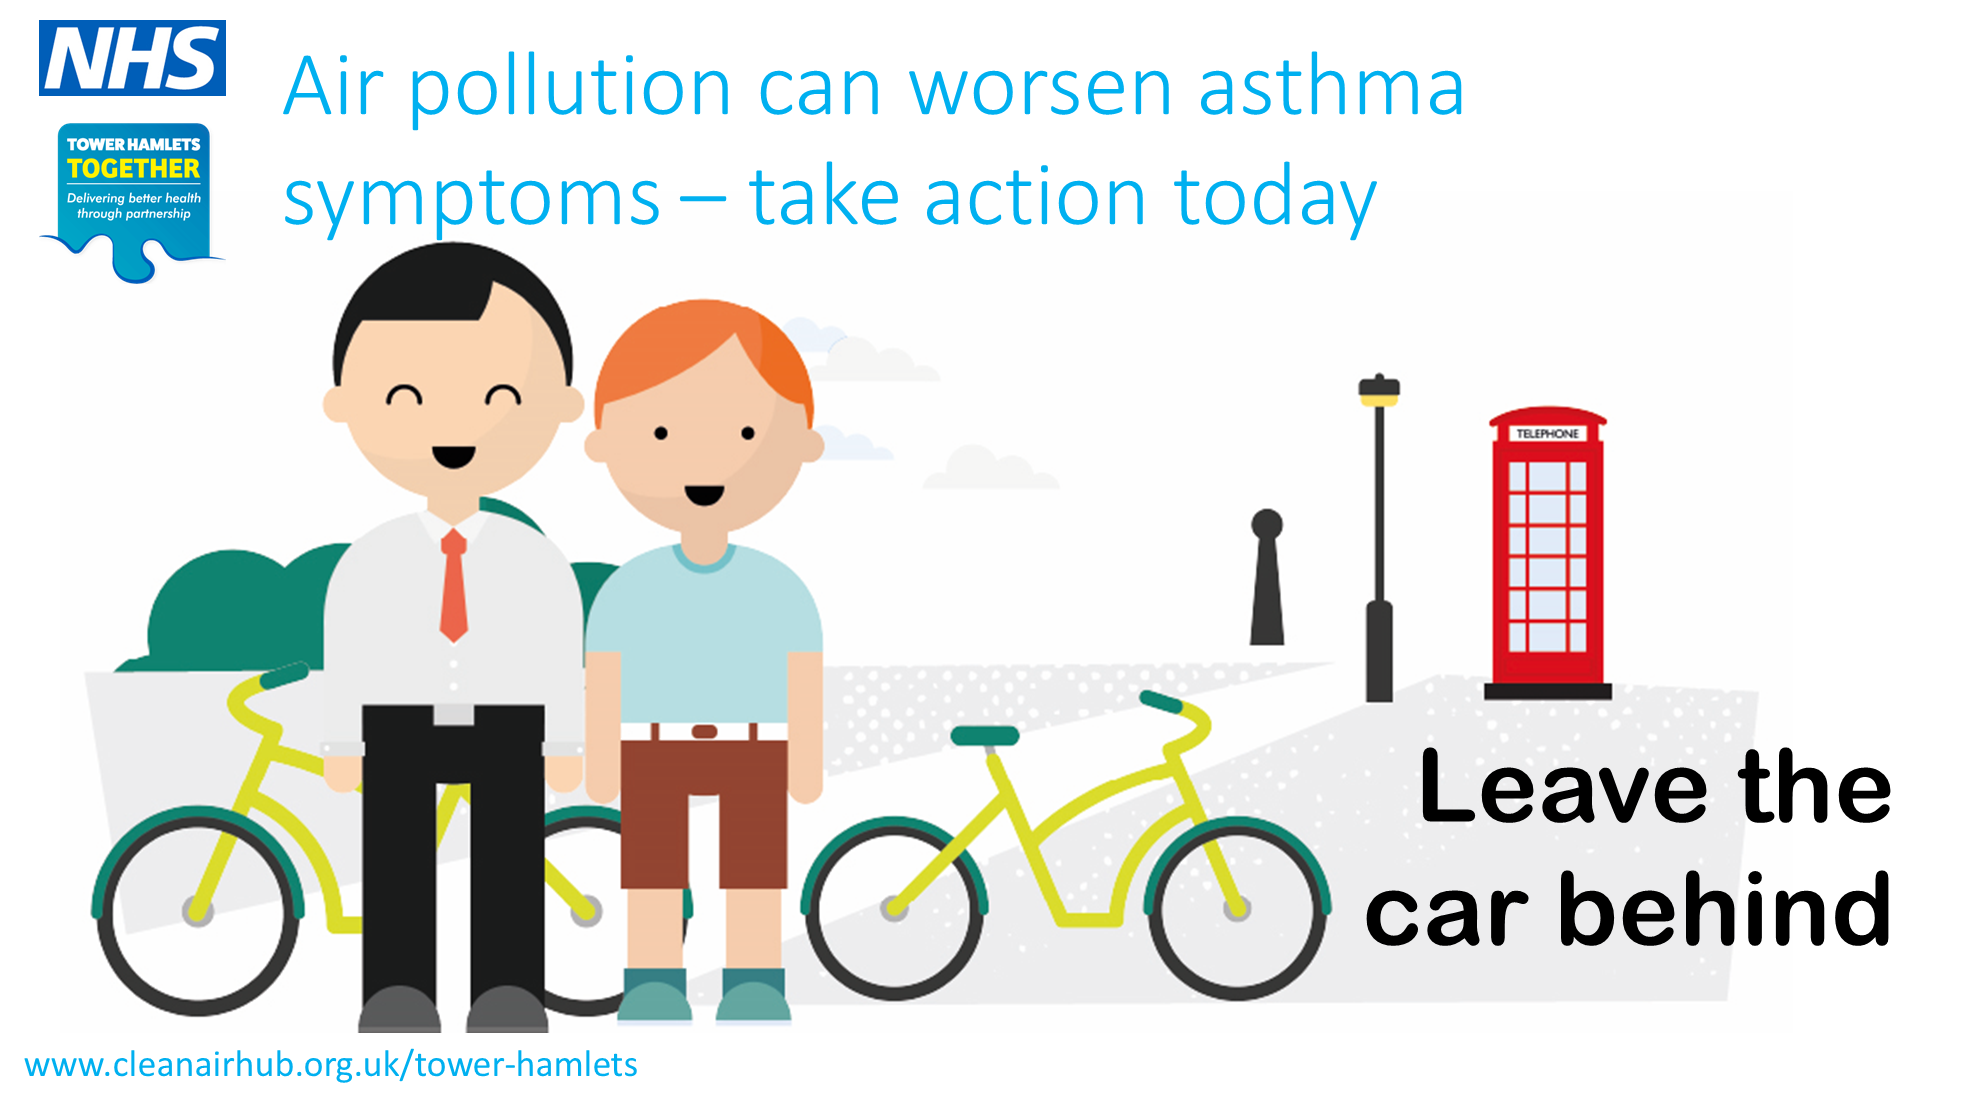 NHS
Air pollution can worsen asthma
symptoms – take action today
TOWER HAMLETS
TOGETHER
Delivering better health
through partnership
TELEPHONE
Leave the
car behind
www.cleanairhub.org.uk/tower-hamlets